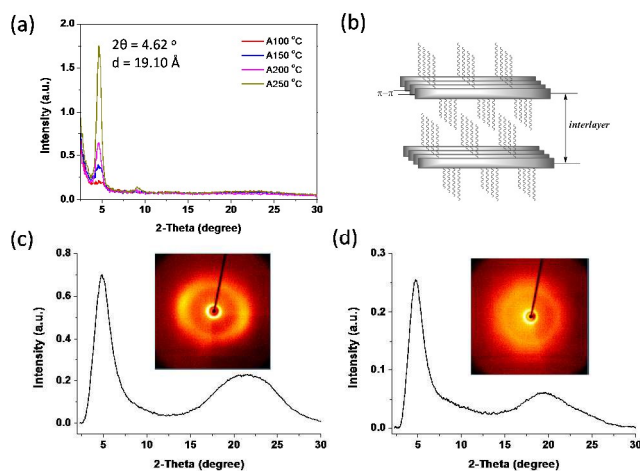 (a)
2θ = 4.62 °
d = 19.10 Å
A100 °C
A150 °C
A200 °C
A250 °C
Intensity (a.u.)
2.0
1.5
1.0
0.5
0.0
5 10 15 20 25 30
2-Theta (degree)
(b)
π-π
interlayer
(c)
Intensity (a.u.)
0.8
0.6
0.4
0.2
0.0
5 10 15 20 25 30
2-Theta (degree)
(d)
Intensity (a.u.)
0.3
0.2
0.1
0.0
5 10 15 20 25 30
2-Theta (degree)